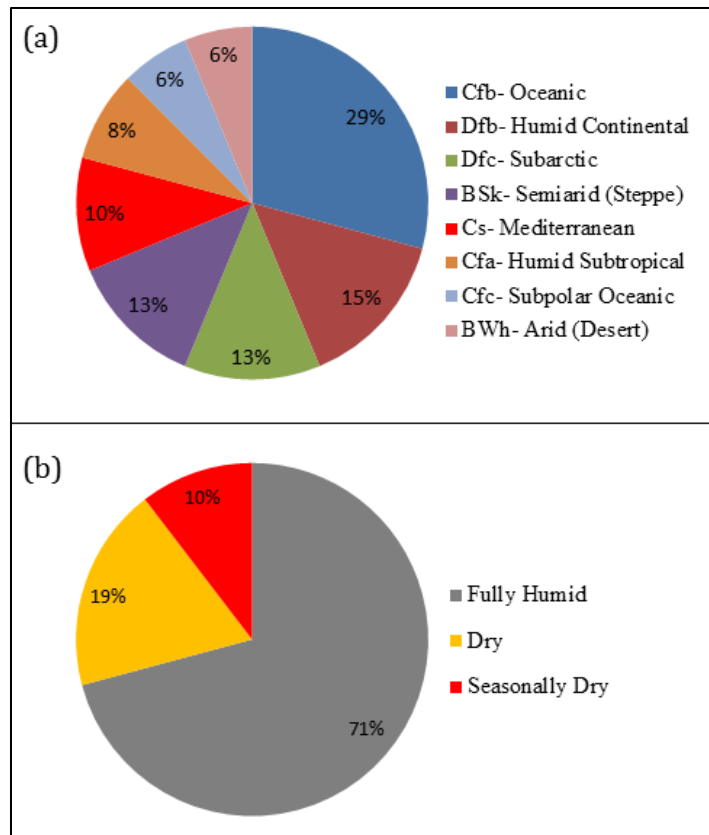 (a)
6%
6%
29%
8%
10%
13%
13%
15%
Cfb- Oceanic
Dfb- Humid Continental
Dfc- Subarctic
BSk- Semiarid (Steppe)
Cs- Mediterranean
Cfa- Humid Subtropical
Cfc- Subpolar Oceanic
BWh- Arid (Desert)
(b)
10%
19%
71%
Fully Humid
Dry
Seasonally Dry